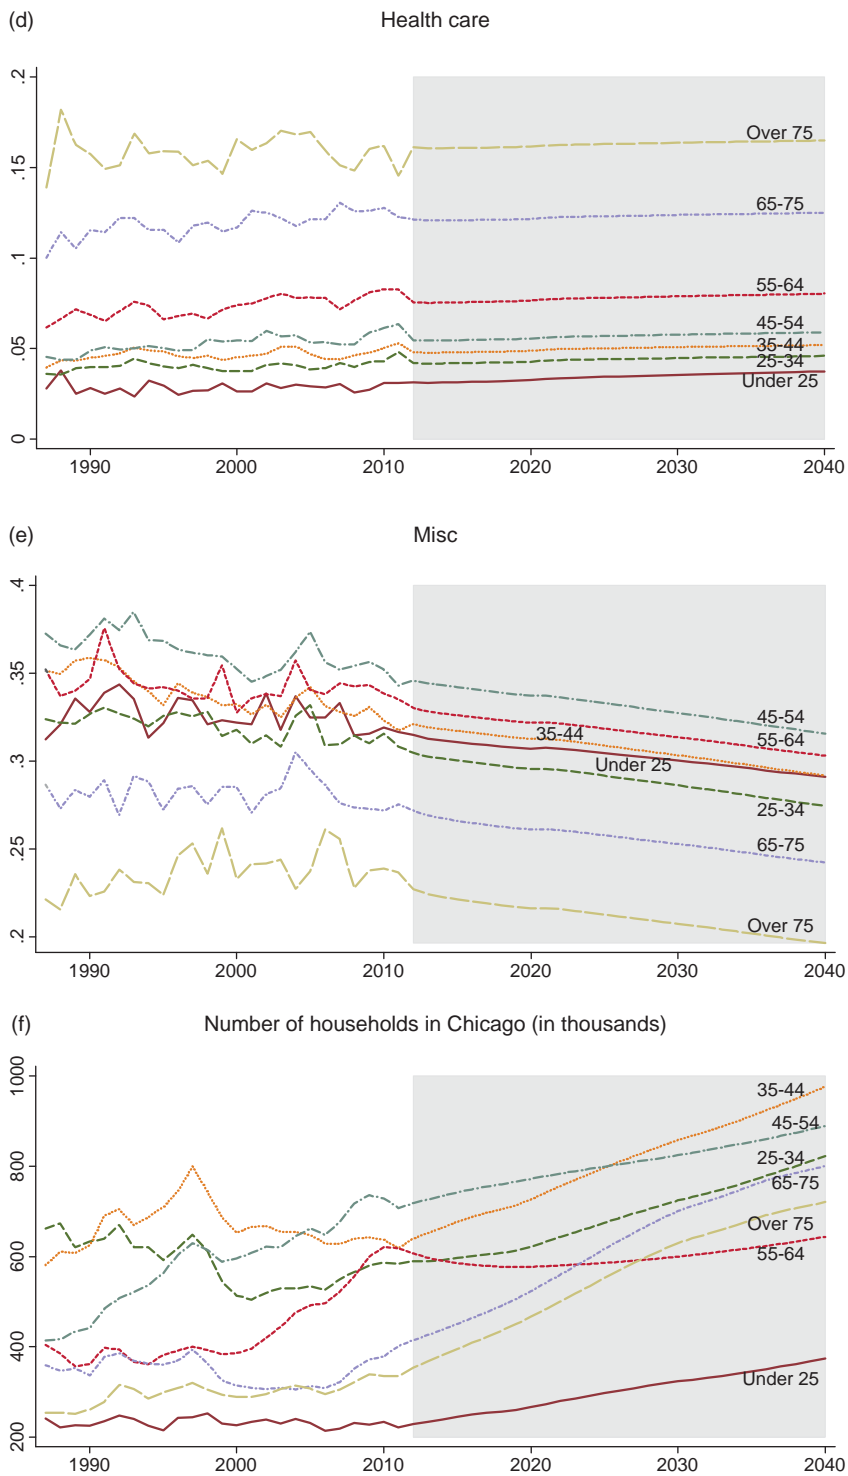 (d) Health care
.2
Over 75
.15
65-75
.1
55-64
45-54
.05
35-44
25-34
Under 25
0
1990 2000 2010 2020 2030 2040
(e) Misc
.4
.35
45-54
35-44
55-64
.3
Under 25
25-34
.25
65-75
Over 75
.2
1990 2000 2010 2020 2030 2040
(f) Number of households in Chicago (in thousands)
1000
35-44
45-54
800
25-34
65-75
Over 75
600
55-64
400
Under 25
200
1990 2000 2010 2020 2030 2040